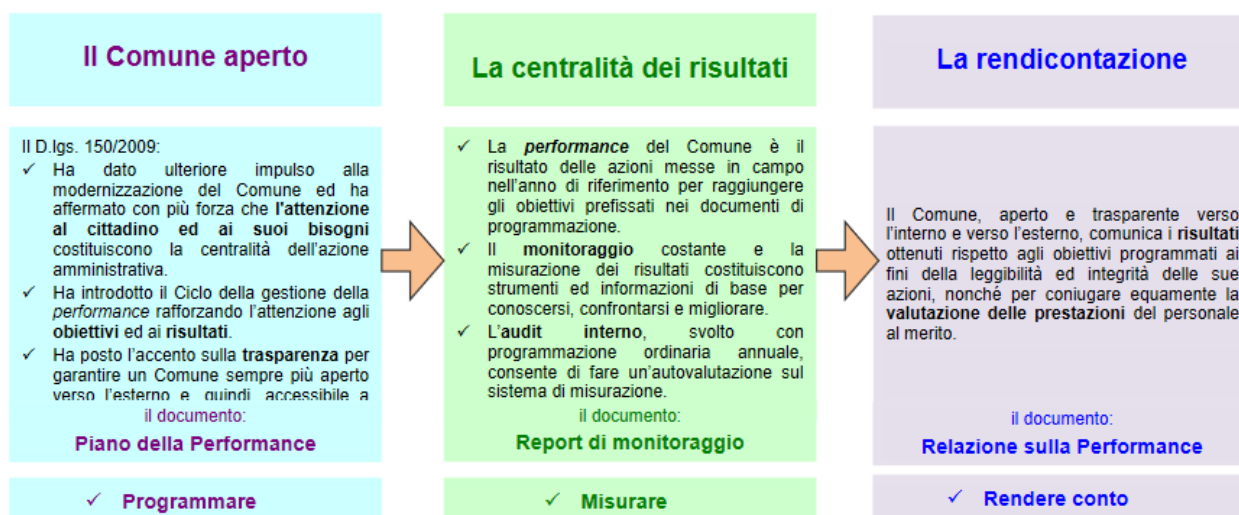 Il Comune aperto
Il D.lgs. 150/2009:
✓ Ha dato ulteriore impulso alla
modernizzazione del Comune ed ha
affermato con più forza che l'attenzione
al cittadino ed ai suoi bisogni
costituiscono la centralità dell'azione
amministrativa.
✓ Ha introdotto il Ciclo della gestione della
performance rafforzando l'attenzione agli
obiettivi ed ai risultati.
✓ Ha posto l'accento sulla trasparenza per
garantire un Comune sempre più aperto
verso l'esterno e quindi accessibile a
il documento:
Piano della Performance
✓ Programmare
La centralità dei risultati
✓ La performance del Comune è il
risultato delle azioni messe in campo
nell'anno di riferimento per raggiungere
gli obiettivi prefissati nei documenti di
programmazione.
✓ Il monitoraggio costante e la
misurazione dei risultati costituiscono
strumenti ed informazioni di base per
conoscersi, confrontarsi e migliorare.
✓ L'audit interno, svolto con
programmazione ordinaria annuale,
consente di fare un'autovalutazione sul
sistema di misurazione.
il documento:
Report di monitoraggio
✓ Misurare
La rendicontazione
Il Comune, aperto e trasparente verso
l'interno e verso l'esterno, comunica i risultati
ottenuti rispetto agli obiettivi programmati ai
fini della leggibilità ed integrità delle sue
azioni, nonché per coniugare equamente la
valutazione delle prestazioni del personale
al merito.
il documento:
Relazione sulla Performance
✓ Rendere conto